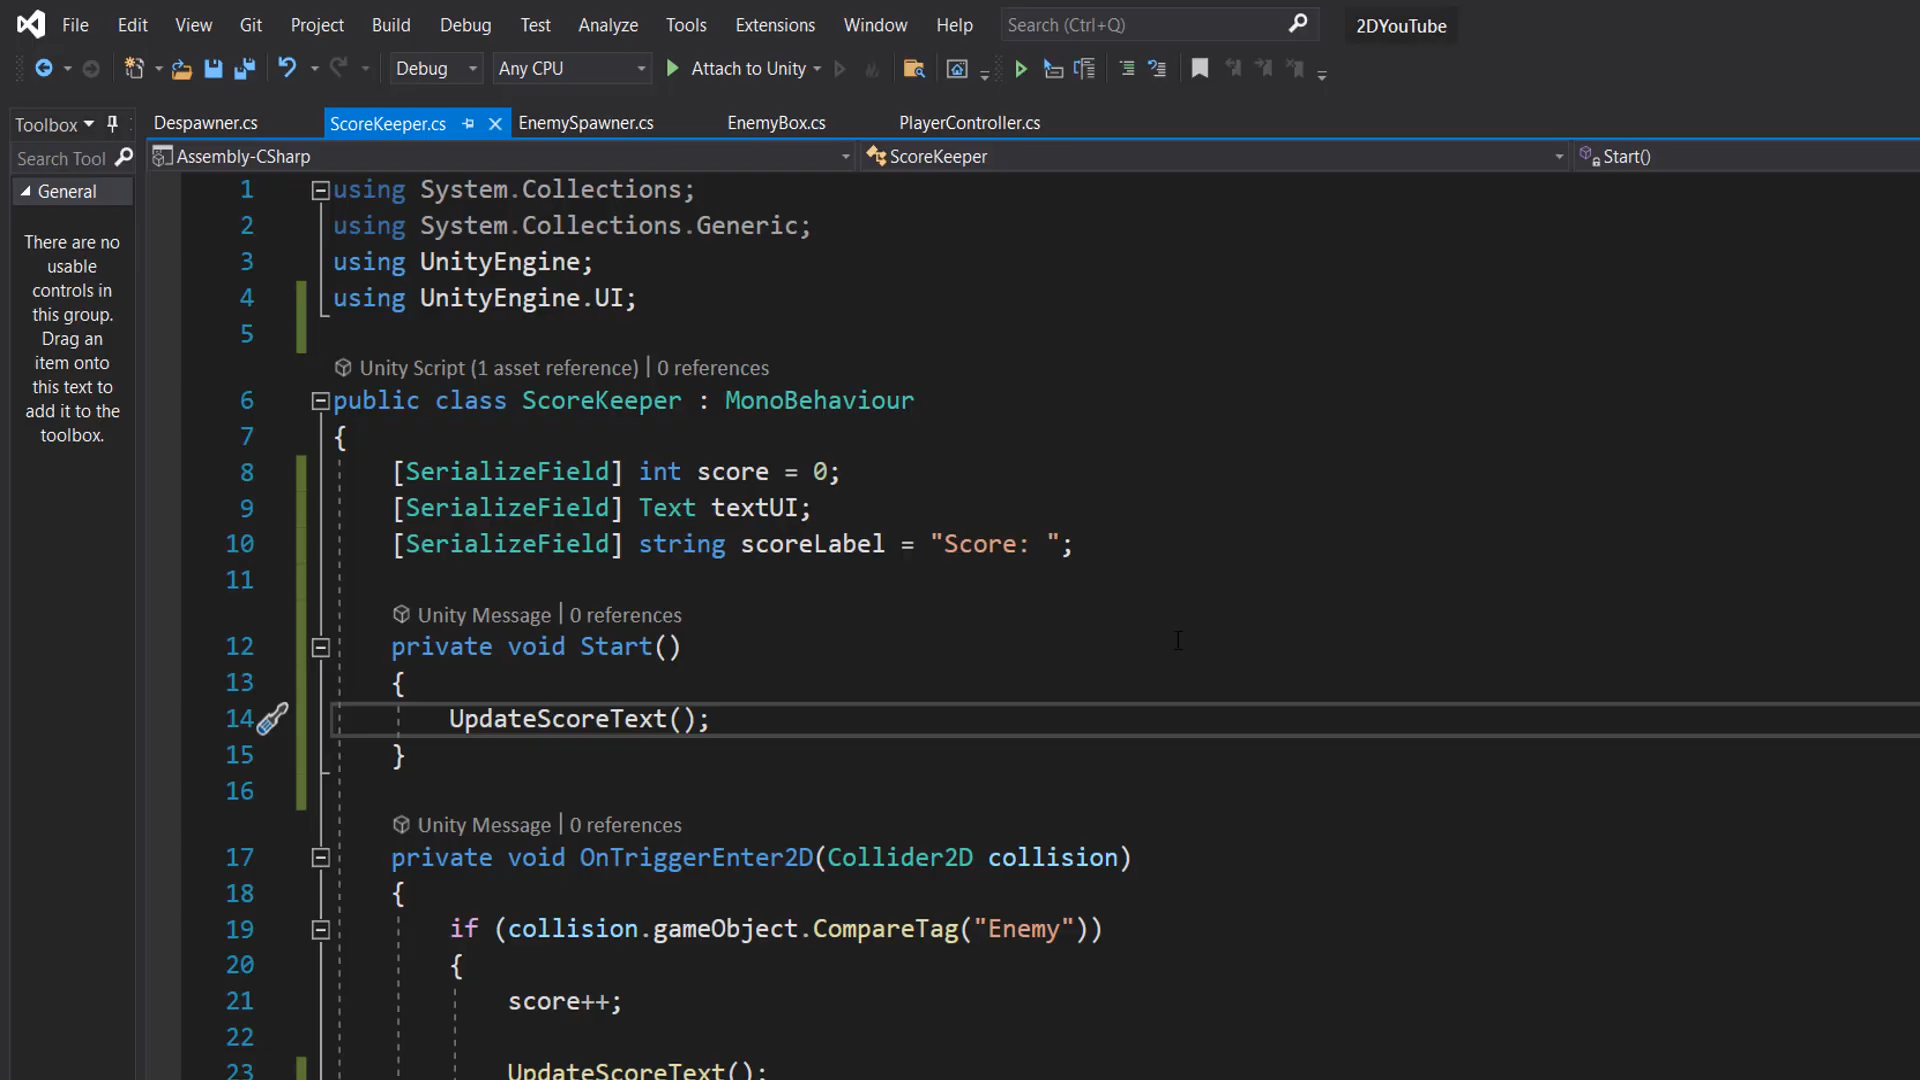 File Edit View Git Project Build Debug Test Analyze Tools Extensions Window Help Search (Ctrl+Q) 2DYouTube
Debug Any CPU Attach to Unity
Toolbox Despawner.cs ScoreKeeper.cs EnemySpawner.cs EnemyBox.cs PlayerController.cs
Search Tool Assembly-CSharp ScoreKeeper Start()
General
There are no
usable
controls in
this group.
Drag an
item onto
this text to
add it to the
toolbox.
1 using System.Collections;
2 using System.Collections.Generic;
3 using UnityEngine;
4 using UnityEngine.UI;
5
Unity Script (1 asset reference) | 0 references
6 public class ScoreKeeper : MonoBehaviour
7 {
8 [SerializeField] int score = 0;
9 [SerializeField] Text textUI;
10 [SerializeField] string scoreLabel = "Score: ";
11
Unity Message | 0 references
12 private void Start()
13 {
14 UpdateScoreText();
15 }
16
Unity Message | 0 references
17 private void OnTriggerEnter2D(Collider2D collision)
18 {
19 if (collision.gameObject.CompareTag("Enemy"))
20 {
21 score++;
22
23 UpdateScoreText();